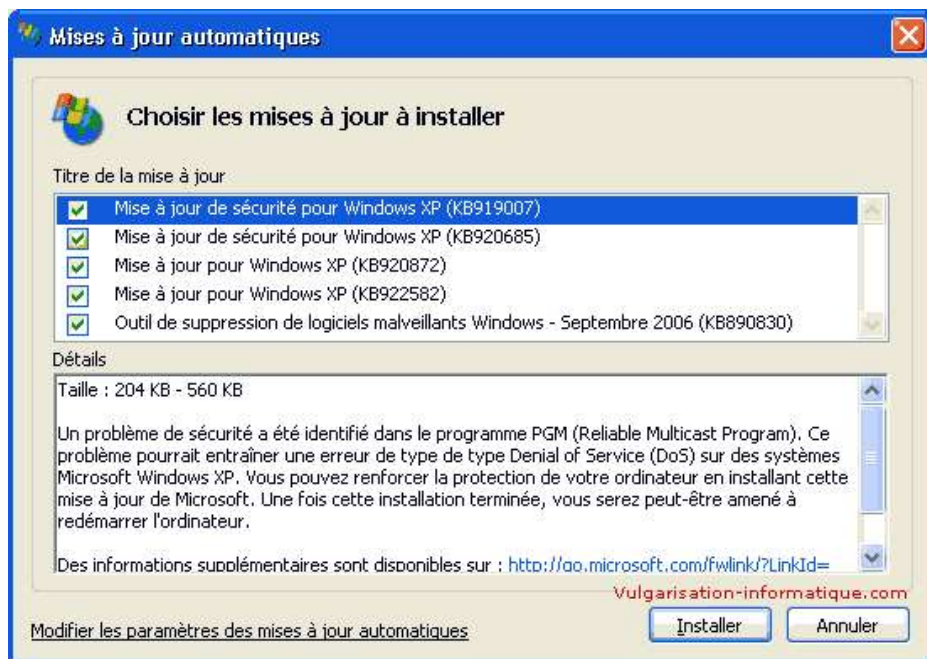 Mises à jour automatiques
Choisir les mises à jour à installer
Titre de la mise à jour
Mise à jour de sécurité pour Windows XP (KB919007)
Mise à jour de sécurité pour Windows XP (KB920685)
Mise à jour pour Windows XP (KB920872)
Mise à jour pour Windows XP (KB922582)
Outil de suppression de logiciels malveillants Windows - Septembre 2006 (KB890830)
Détails
Taille : 204 KB - 560 KB
Un problème de sécurité a été identifié dans le programme PGM (Reliable Multicast Program). Ce
problème pourrait entraîner une erreur de type de type Denial of Service (DoS) sur des systèmes
Microsoft Windows XP. Vous pouvez renforcer la protection de votre ordinateur en installant cette
mise à jour de Microsoft. Une fois cette installation terminée, vous serez peut-être amené à
redémarrer l'ordinateur.
Des informations supplémentaires sont disponibles sur : http://go.microsoft.com/fwlink/?LinkId=
Vulgarisation-informatique.com
Modifier les paramètres des mises à jour automatiques
Installer
Annuler